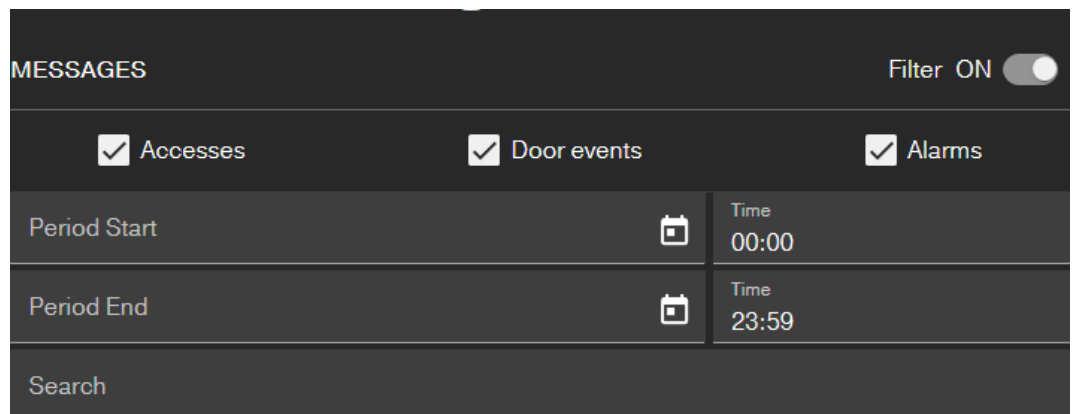 MESSAGES Filter ON
Accesses Door events Alarms
Period Start Time 00:00
Period End Time 23:59
Search